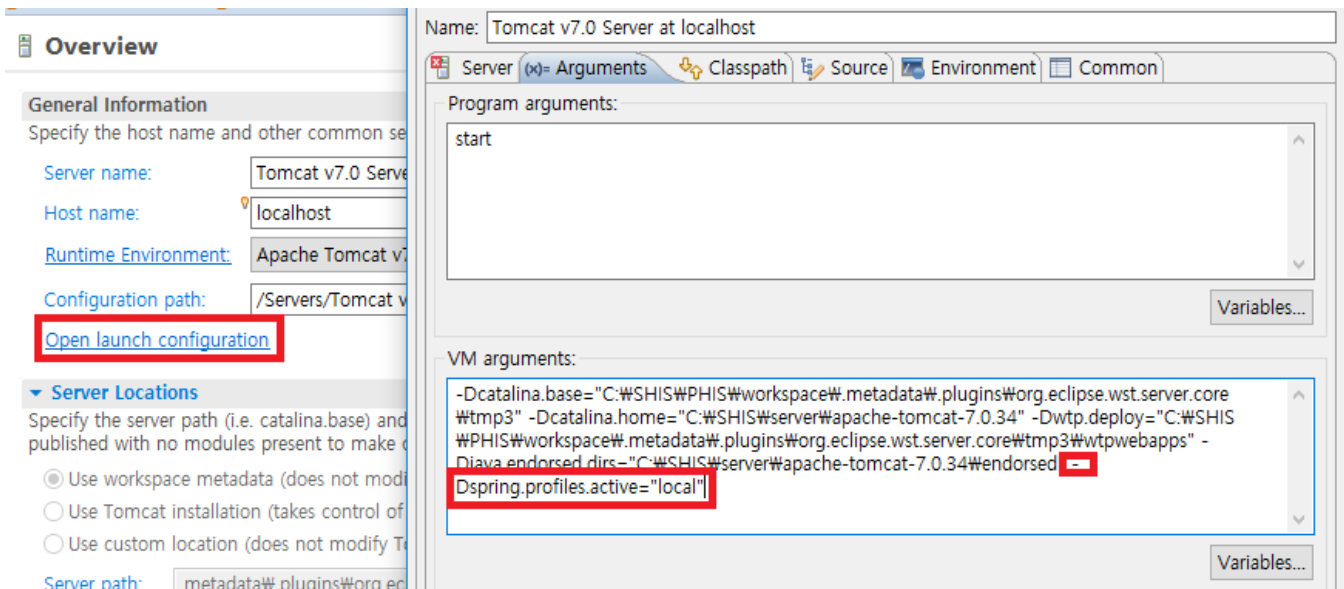 Overview
General Information
Specify the host name and other common se
Server name:
Tomcat v7.0 Serve
Host name:
localhost
Runtime Environment:
Apache Tomcat v7
Configuration path:
/Servers/Tomcat v
Open launch configuration
Server Locations
Specify the server path (i.e. catalina.base) and
published with no modules present to make
Use workspace metadata (does not modi
Use Tomcat installation (takes control of
Use custom location (does not modify T
Server path:
metadata₩.plugins₩org.ec
Name:
Tomcat v7.0 Server at localhost
Server
(x)= Arguments
Classpath
Source
Environment
Common
Program arguments:
start
Variables...
VM arguments:
-Dcatalina.base="C:₩SHIS₩PHIS₩workspace₩.metadata₩.plugins₩org.eclipse.wst.server.core
₩tmp3" -Dcatalina.home="C:₩SHIS₩server₩apache-tomcat-7.0.34" -Dwtp.deploy="C:₩SHIS
₩PHIS₩workspace₩.metadata₩.plugins₩org.eclipse.wst.server.core₩tmp3₩wtpwebapps" -
Djava.endorsed.dirs="C:₩SHIS₩server₩apache-tomcat-7.0.34₩endorsed -
Dspring.profiles.active="local"
Variables...